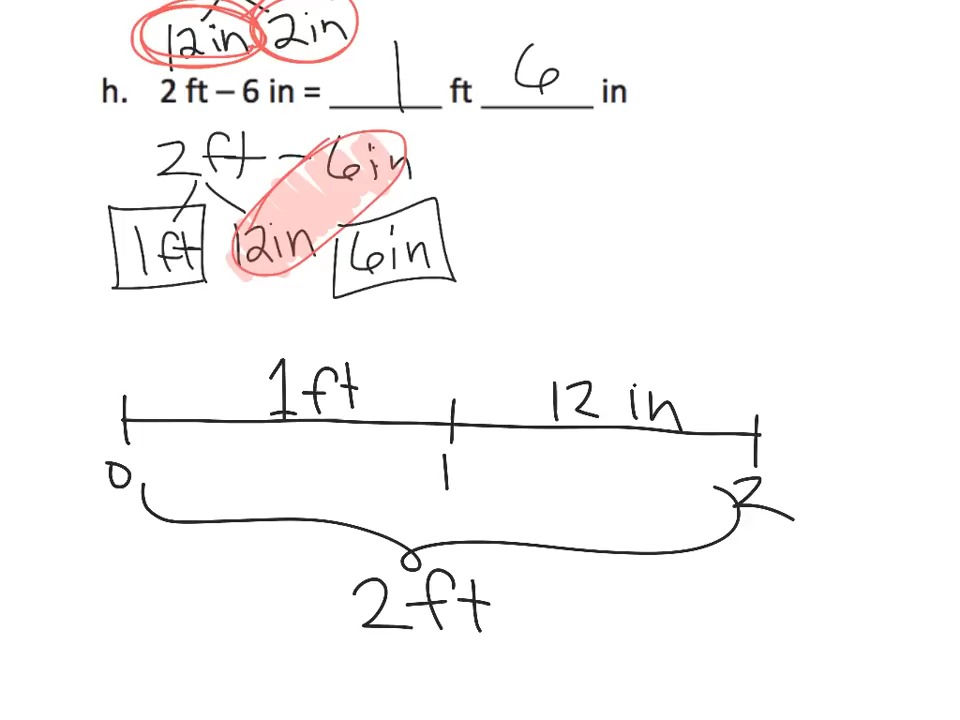 12in 2in
h. 2 ft – 6 in = 1 ft 6 in
2ft - 6in
1ft 12in 6in
1ft 12 in
0 1 2
2ft